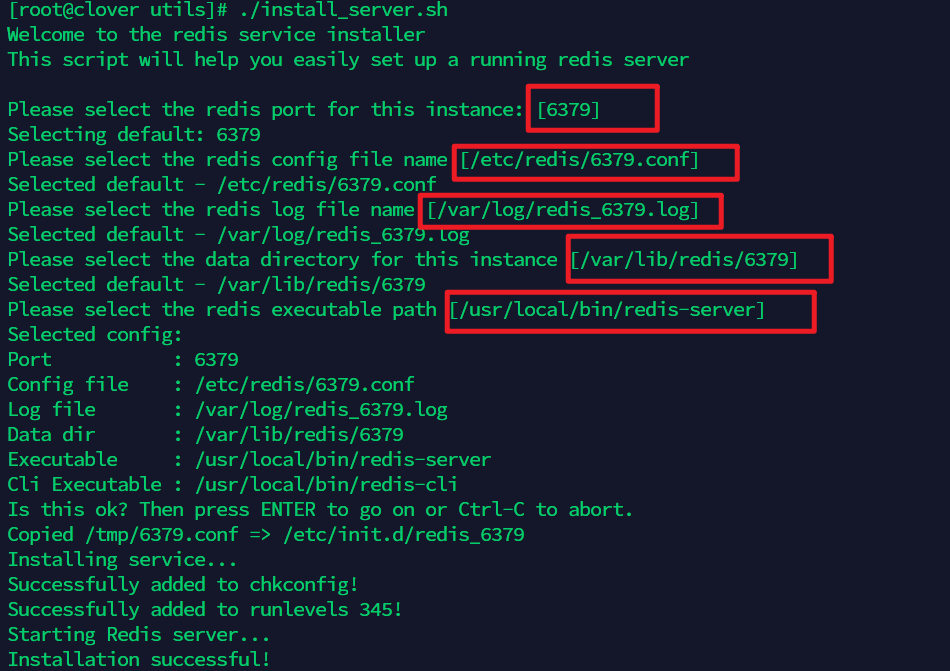 [root@clover utils]# ./install_server.sh
Welcome to the redis service installer
This script will help you easily set up a running redis server
Please select the redis port for this instance: [6379]
Selecting default: 6379
Please select the redis config file name [/etc/redis/6379.conf]
Selected default - /etc/redis/6379.conf
Please select the redis log file name [/var/log/redis_6379.log]
Selected default - /var/log/redis_6379.log
Please select the data directory for this instance [/var/lib/redis/6379]
Selected default - /var/lib/redis/6379
Please select the redis executable path [/usr/local/bin/redis-server]
Selected config:
Port           : 6379
Config file    : /etc/redis/6379.conf
Log file       : /var/log/redis_6379.log
Data dir       : /var/lib/redis/6379
Executable     : /usr/local/bin/redis-server
Cli Executable : /usr/local/bin/redis-cli
Is this ok? Then press ENTER to go on or Ctrl-C to abort.
Copied /tmp/6379.conf => /etc/init.d/redis_6379
Installing service...
Successfully added to chkconfig!
Successfully added to runlevels 345!
Starting Redis server...
Installation successful!